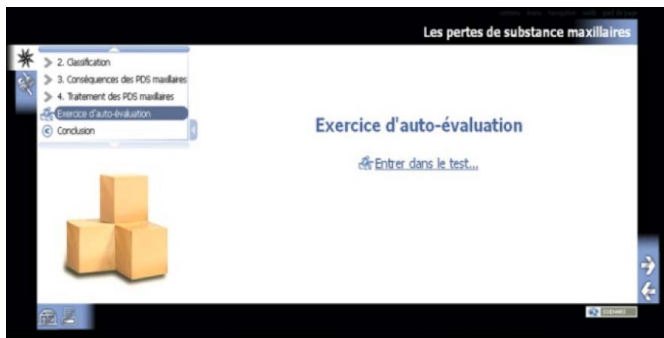 Les pertes de substance maxillaires
2. Classification
3. Conséquences des PDS maxillaires
4. Traitement des PDS maxillaires
Exercice d'auto-évaluation
Conclusion
Exercice d'auto-évaluation
Entrer dans le test...